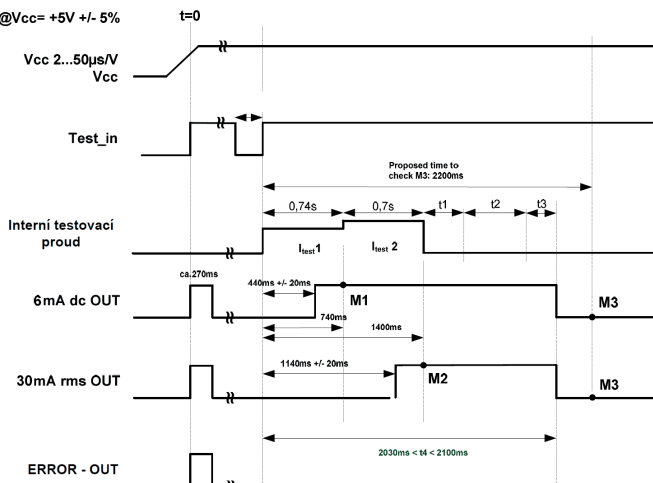 @Vcc= +5V +/- 5%
t=0
Vcc 2...50µs/V
Vcc
Test_in
Proposed time to
check M3: 2200ms
0,74s
0,7s
t1
t2
t3
Interní testovací
proud
Itest1
Itest 2
ca.270ms
440ms +/- 20ms
6mA dc OUT
M1
M3
740ms
1400ms
1140ms +/- 20ms
30mA rms OUT
M2
M3
2030ms < t4 < 2100ms
ERROR - OUT